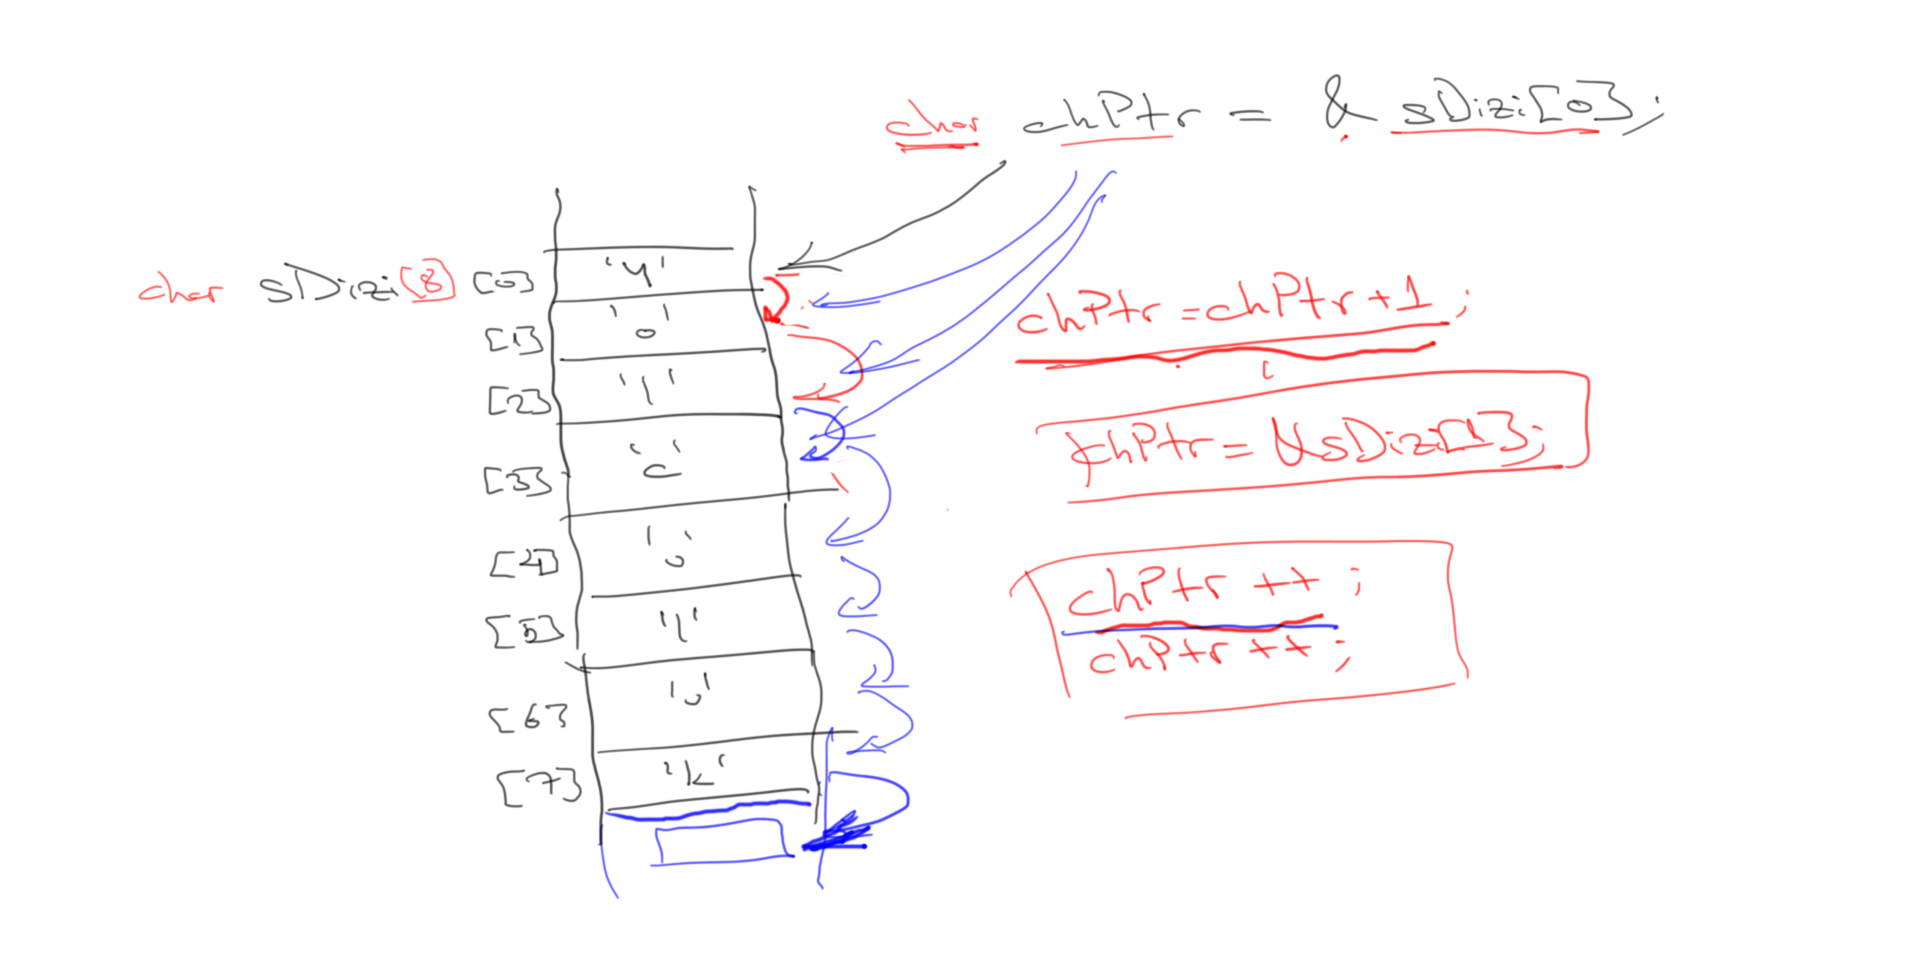 char chPtr = & sDizi[0];
char sDizi[8] [0] 'y'
[1] 'o'
[2] 'l'
[3] 'c'
[4] 'u'
[5] 'l'
[6] 'u'
[7] 'k'
chPtr = chPtr + 1;
chPtr = &sDizi[1];
chPtr ++;
chPtr ++;